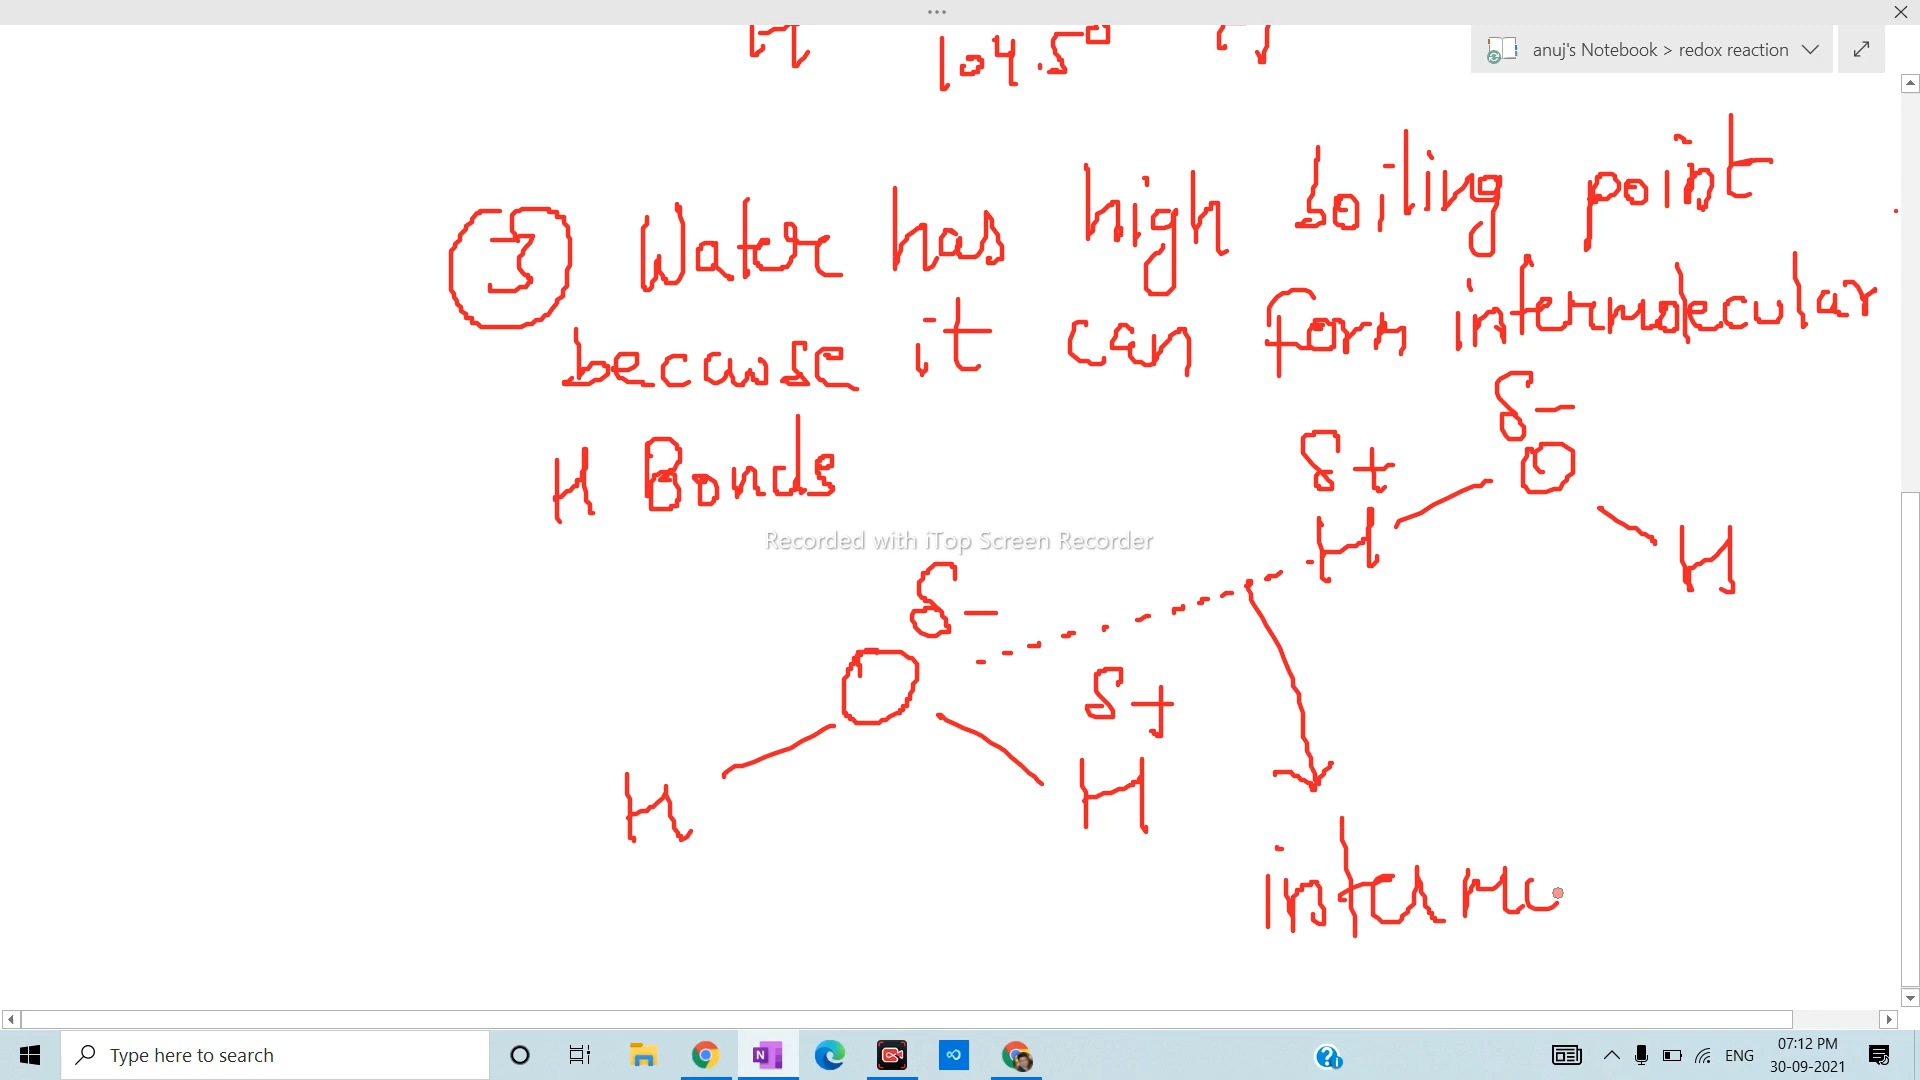 anuj's Notebook > redox reaction
104.5°
③ Water has high boiling point
because it can form intermolecular
H Bonds
δ-
δ+ O
H H
Recorded with iTop Screen Recorder
δ-
O δ+
H H
intermo
Type here to search
ENG
07:12 PM
30-09-2021